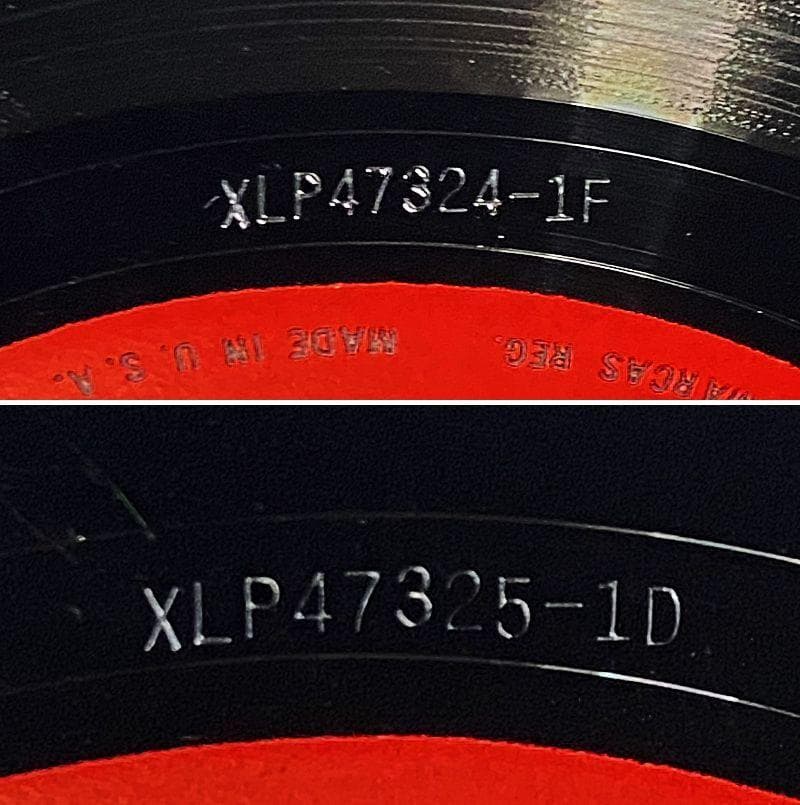 XLP47324-1F
MARCAS REG. MADE IN U.S.A.
XLP47325-1D